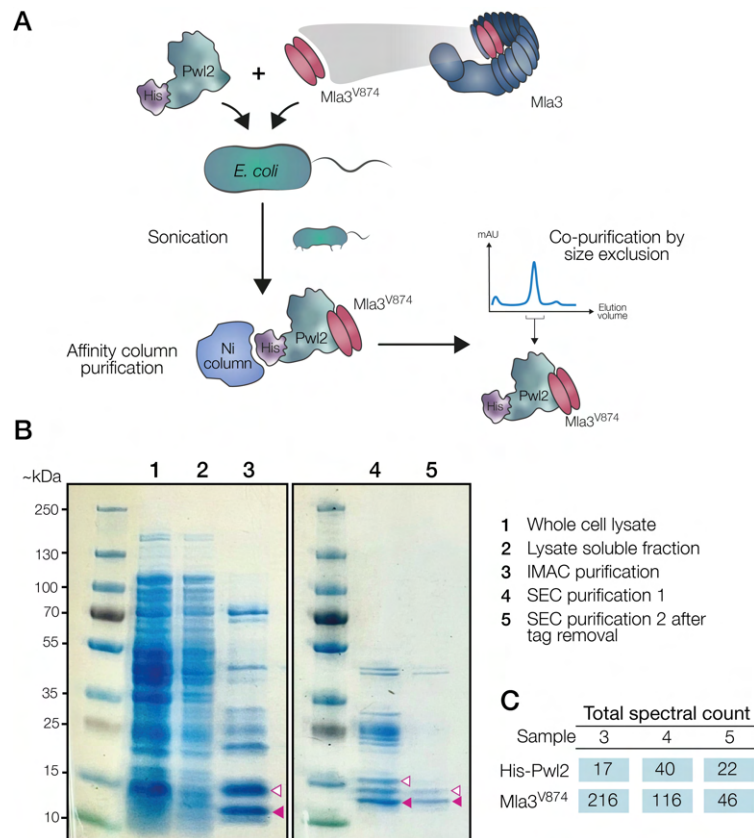 A
Pwl2
His
+
Mla3V874
Mla3
E. coli
Sonication
mAU
Co-purification by
size exclusion
Elution
volume
Mla3V874
Affinity column
purification
Ni
column
His
Pwl2
Pwl2
His
Mla3V874
B
~kDa
1 2 3
4 5
250
130
100
70
55
35
25
15
10
1 Whole cell lysate
2 Lysate soluble fraction
3 IMAC purification
4 SEC purification 1
5 SEC purification 2 after
tag removal
C
Total spectral count
Sample 3 4 5
His-Pwl2 17 40 22
Mla3V874 216 116 46